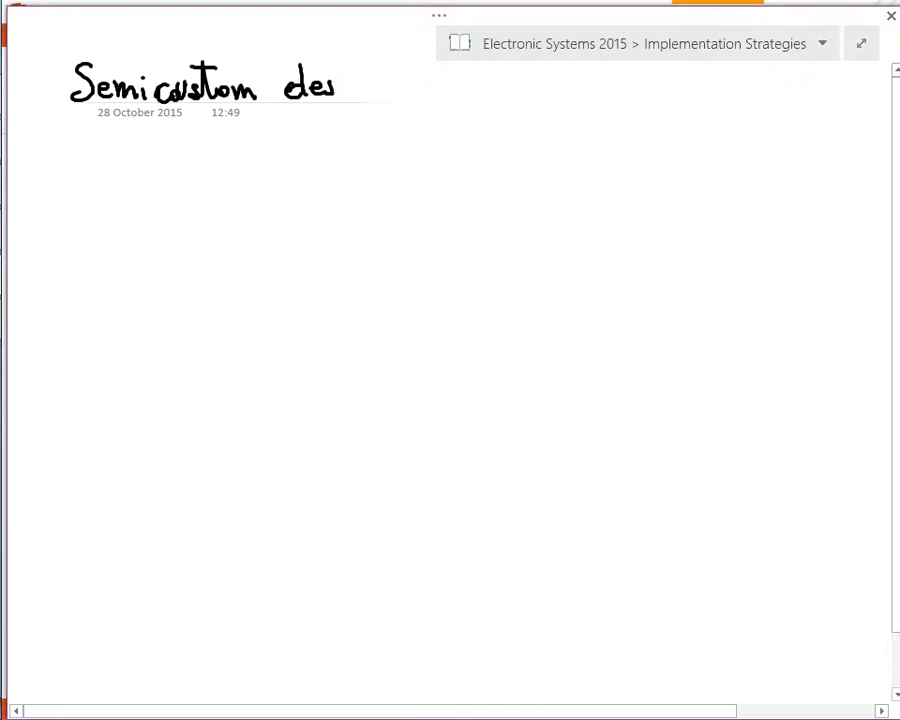 Electronic Systems 2015 > Implementation Strategies
Semicustom des
28 October 2015 12:49